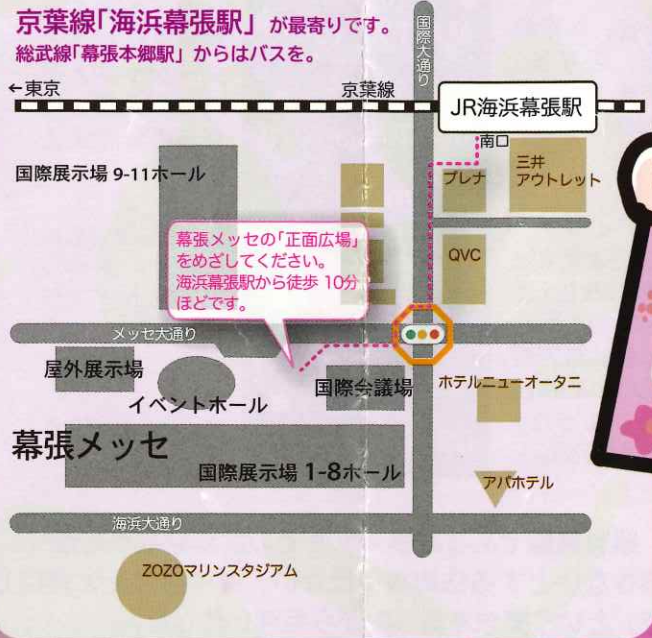 京葉線「海浜幕張駅」が最寄りです。
総武線「幕張本郷駅」からはバスを。
国際大通り
←東京
京葉線
JR海浜幕張駅
南口
国際展示場 9-11ホール
プレナ
三井
アウトレット
幕張メッセの「正面広場」
をめざしてください。
海浜幕張駅から徒歩 10分
ほどです。
QVC
メッセ大通り
屋外展示場
イベントホール
国際会議場
ホテルニューオータニ
幕張メッセ
国際展示場 1-8ホール
アパホテル
海浜大通り
ZOZOマリンスタジアム